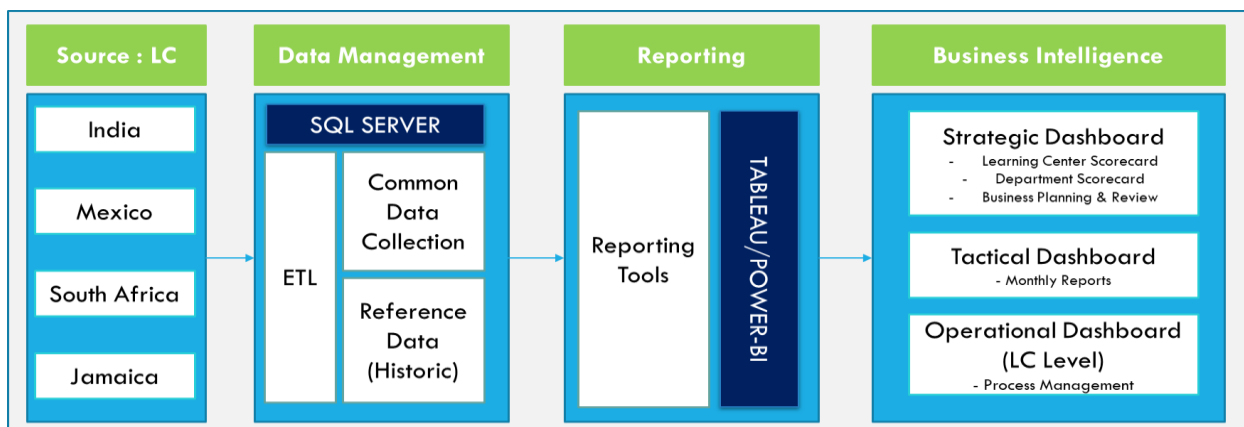 Source : LC
Data Management
Reporting
Business Intelligence
India
Mexico
South Africa
Jamaica
SQL SERVER
ETL
Common
Data
Collection
Reference
Data
(Historic)
Reporting
Tools
TABLEAU/POWER-BI
Strategic Dashboard
- Learning Center Scorecard
- Department Scorecard
- Business Planning & Review
Tactical Dashboard
- Monthly Reports
Operational Dashboard
(LC Level)
- Process Management